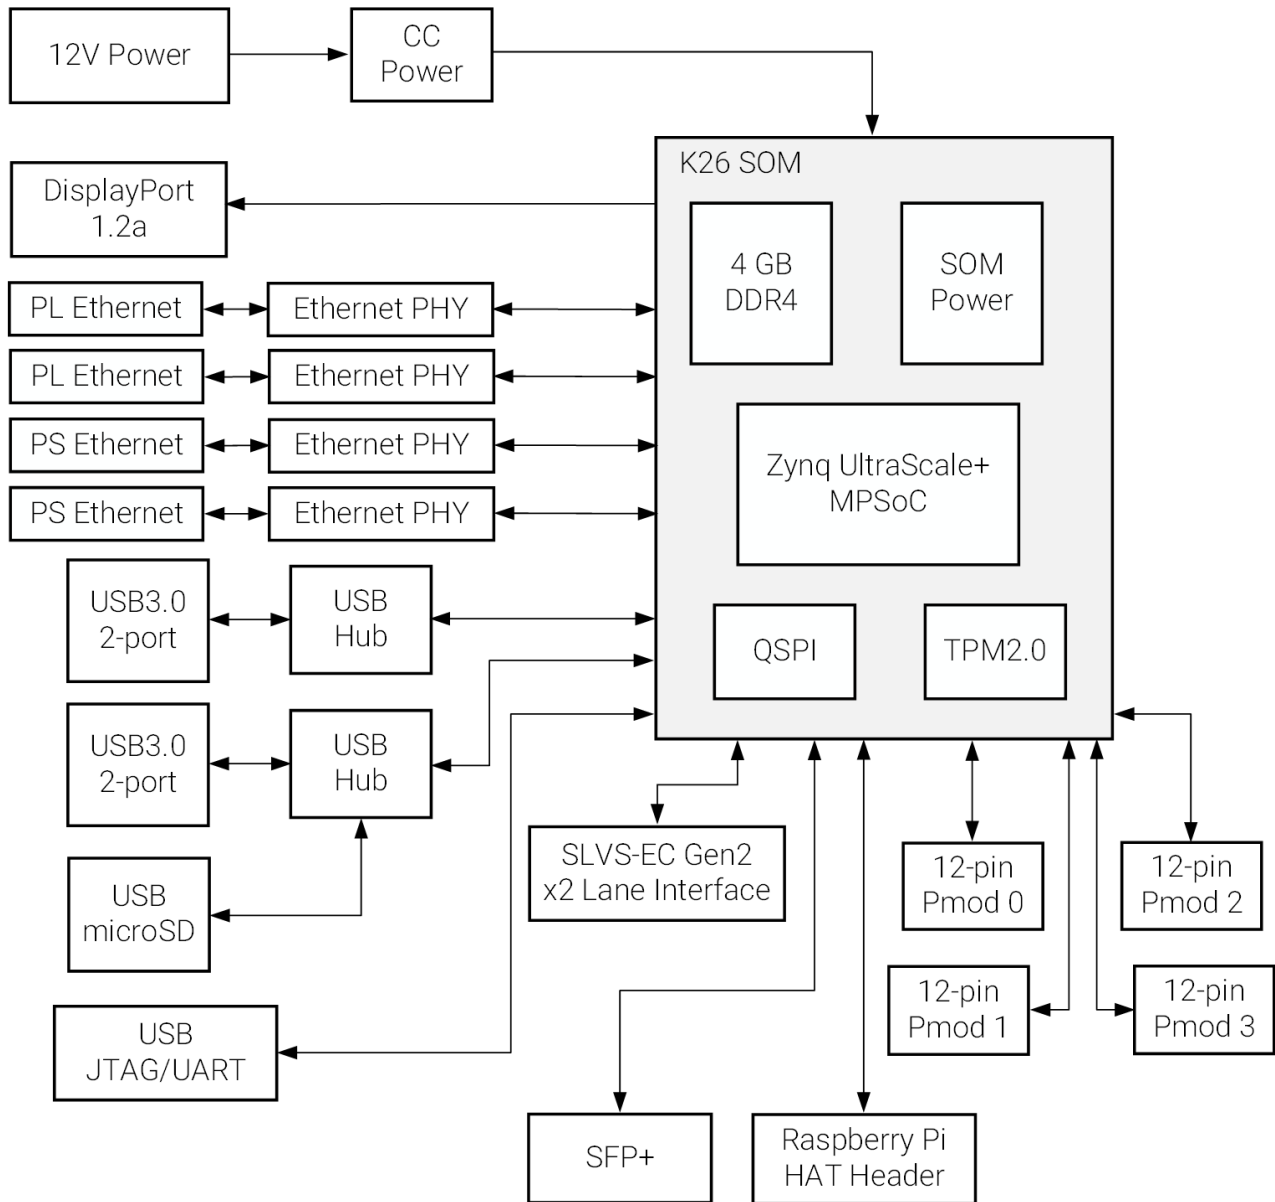 12V Power
CC
Power
K26 SOM
DisplayPort
1.2a
4 GB
DDR4
SOM
Power
PL Ethernet
Ethernet PHY
PL Ethernet
Ethernet PHY
PS Ethernet
Ethernet PHY
PS Ethernet
Ethernet PHY
Zynq UltraScale+
MPSoC
USB3.0
2-port
USB
Hub
QSPI
TPM2.0
USB3.0
2-port
USB
Hub
SLVS-EC Gen2
x2 Lane Interface
12-pin
Pmod 0
12-pin
Pmod 2
USB
microSD
12-pin
Pmod 1
12-pin
Pmod 3
USB
JTAG/UART
SFP+
Raspberry Pi
HAT Header